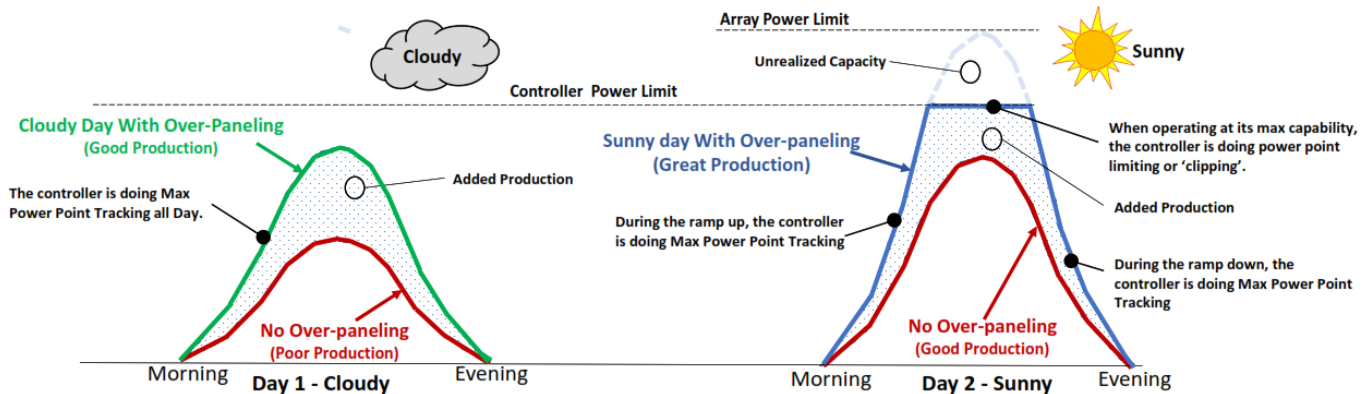 Cloudy
Controller Power Limit
Cloudy Day With Over-Paneling
(Good Production)
The controller is doing Max
Power Point Tracking all Day.
Added Production
No Over-paneling
(Poor Production)
Morning
Evening
Day 1 - Cloudy
Array Power Limit
Unrealized Capacity
Sunny
Sunny day With Over-paneling
(Great Production)
When operating at its max capability,
the controller is doing power point
limiting or ‘clipping’.
Added Production
During the ramp up, the controller
is doing Max Power Point Tracking
During the ramp down, the
controller is doing Max Power Point
Tracking
No Over-paneling
(Good Production)
Morning
Evening
Day 2 - Sunny